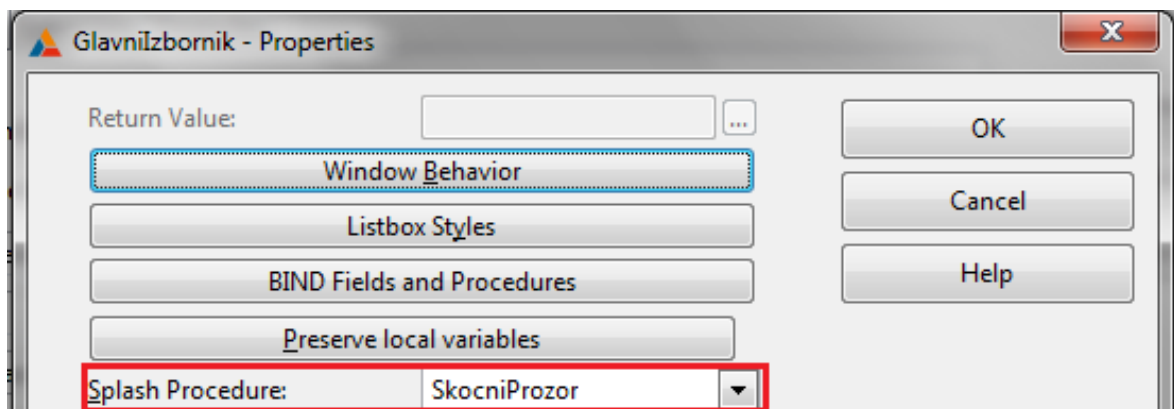 GlavniIzbornik - Properties
Return Value:
...
OK
Window Behavior
Cancel
Listbox Styles
Help
BIND Fields and Procedures
Preserve local variables
Splash Procedure: SkocniProzor